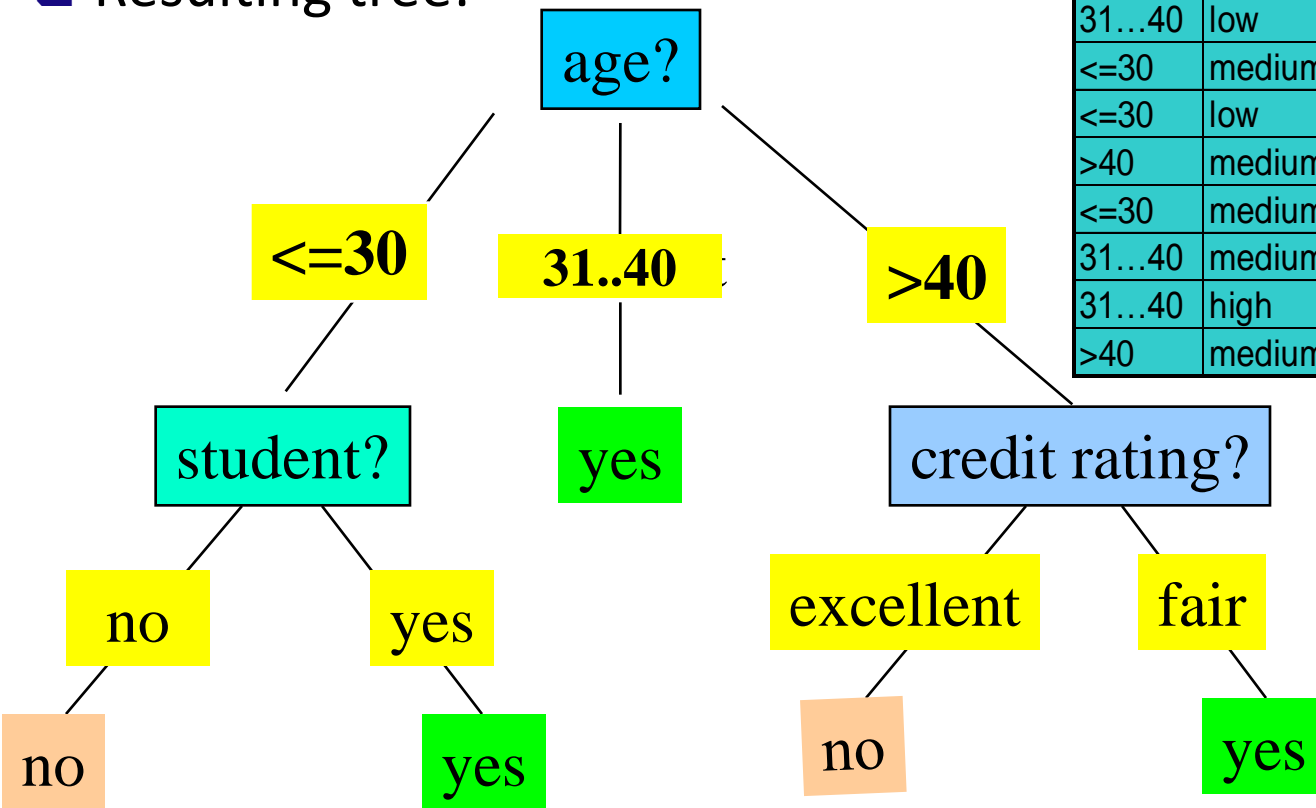 Resulting tree:
age?
<=30
31..40
>40
student?
yes
credit rating?
no
yes
excellent
fair
no
yes
no
yes
31…40 low
<=30 medium
<=30 low
>40 medium
<=30 medium
31…40 medium
31…40 high
>40 medium